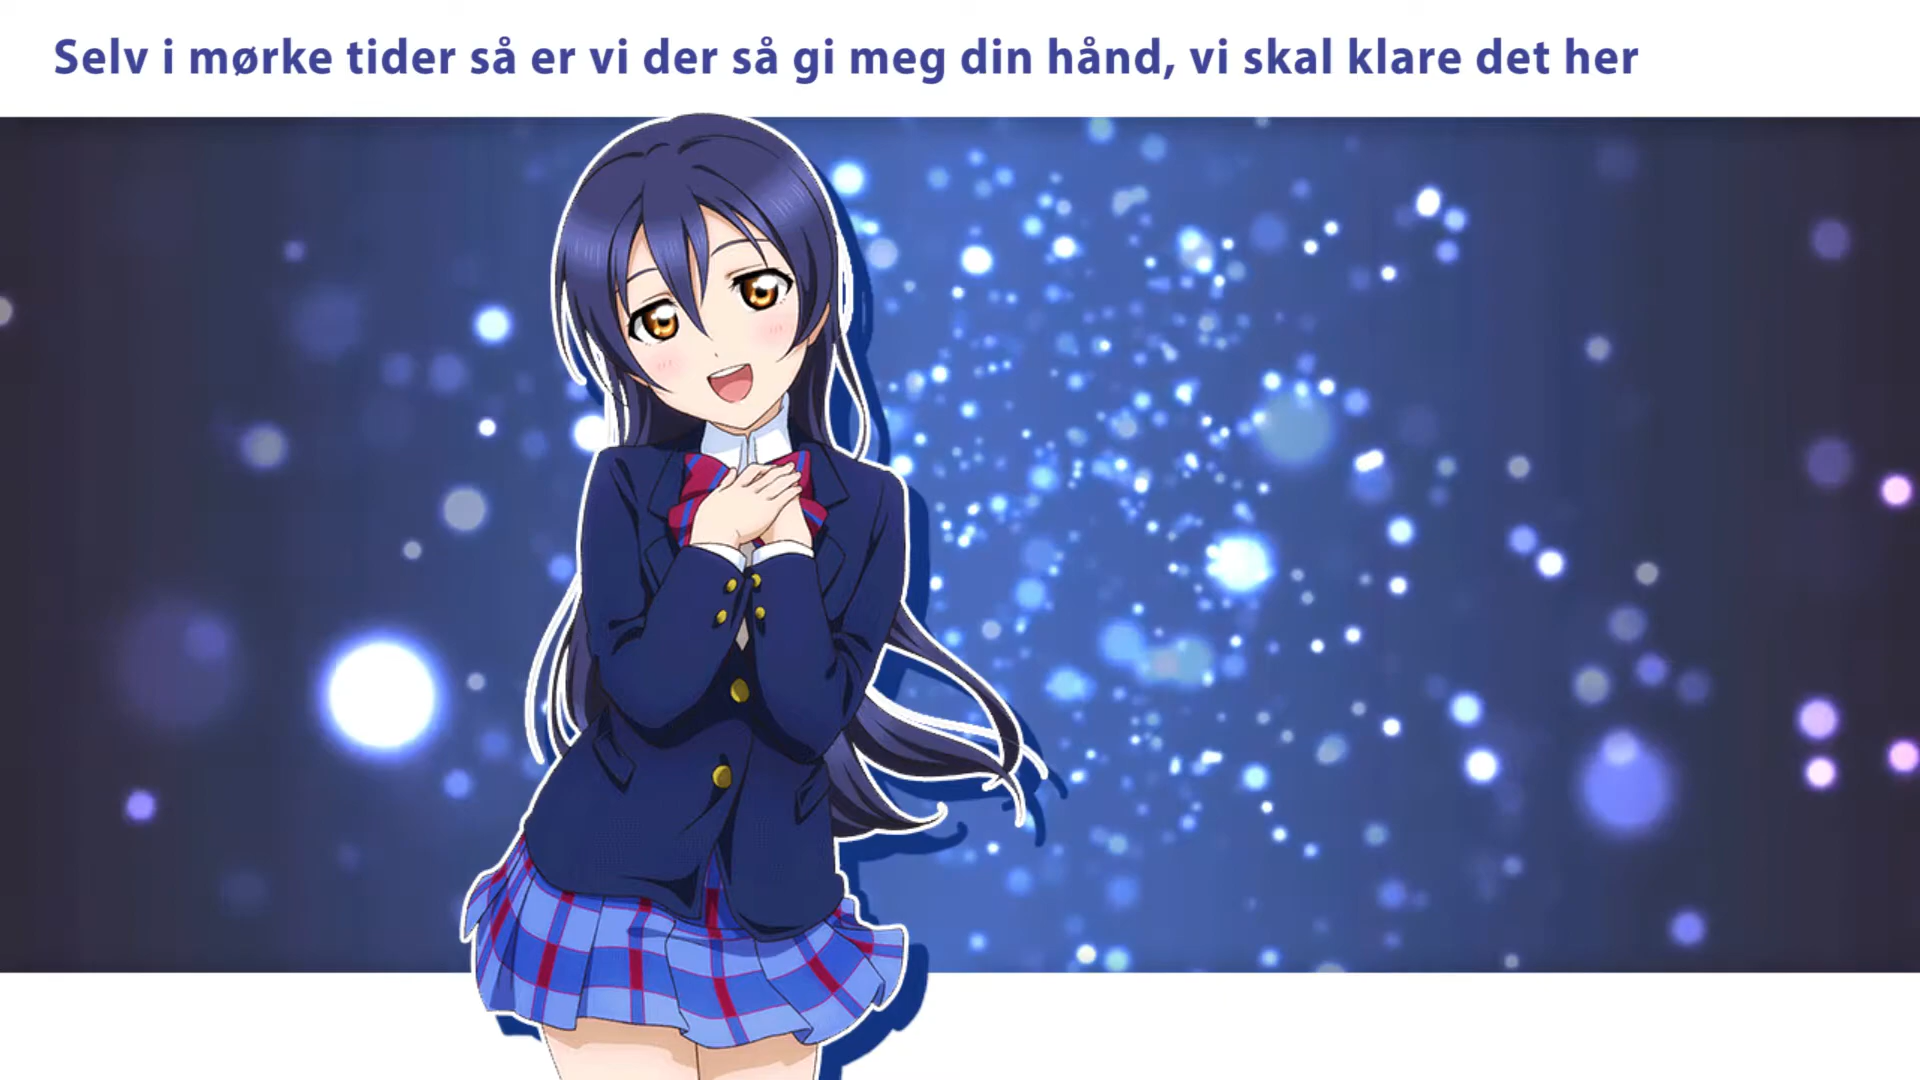 Selv i mørke tider så er vi der så gi meg din hånd, vi skal klare det her